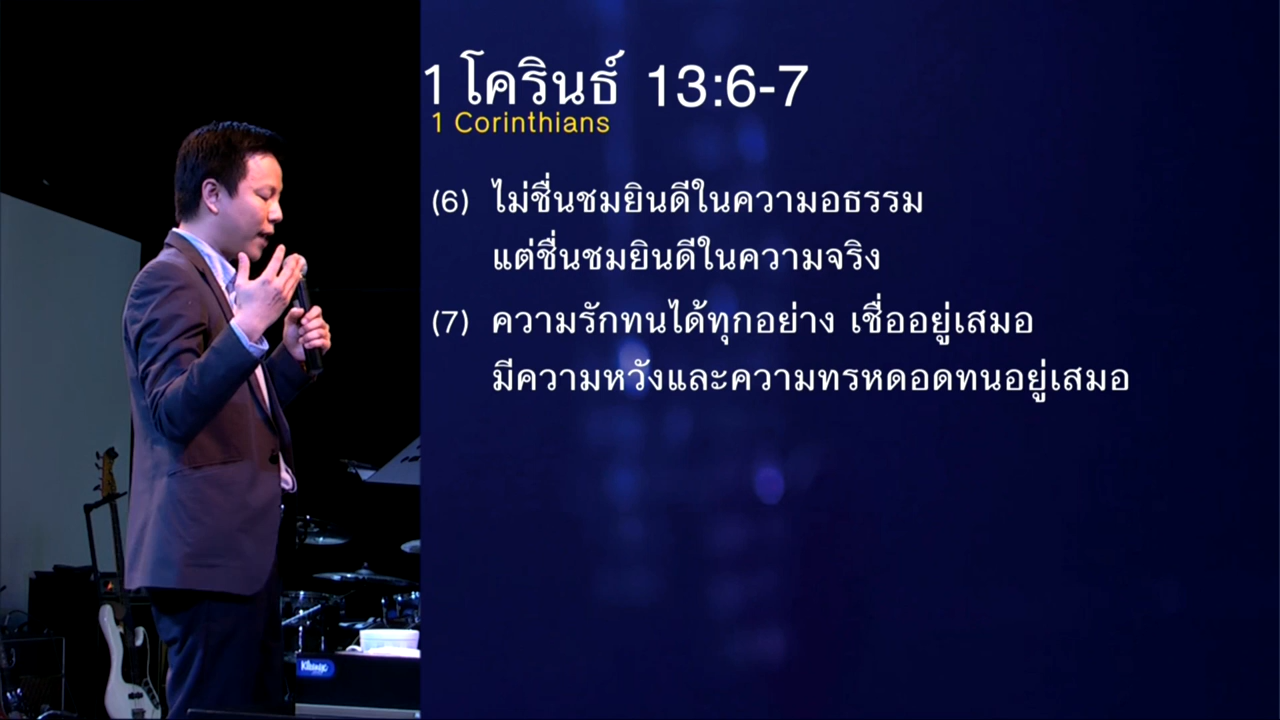 1 โครินธ์ 13:6-7
1 Corinthians
(6) ไม่ชื่นชมยินดีในความอธรรม
แต่ชื่นชมยินดีในความจริง
(7) ความรักทนได้ทุกอย่าง เชื่ออยู่เสมอ
มีความหวังและความทรหดอดทนอยู่เสมอ
Kleenex